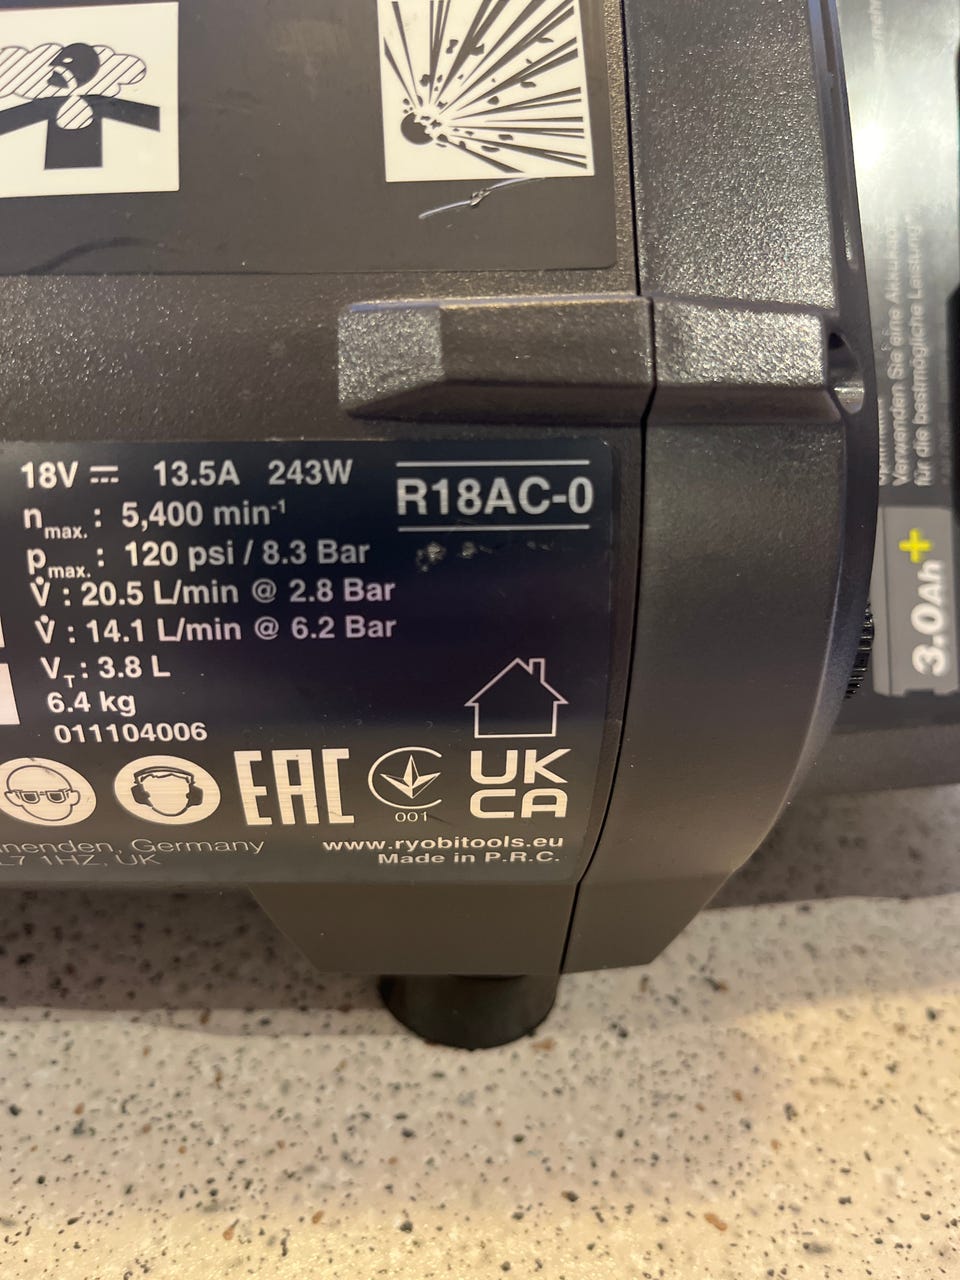 18V ⎓ 13.5A 243W
R18AC-0
nmax. : 5,400 min-1
pmax. : 120 psi / 8.3 Bar
V̇ : 20.5 L/min @ 2.8 Bar
V̇ : 14.1 L/min @ 6.2 Bar
VT : 3.8 L
6.4 kg
011104006
EAC
001
UK
CA
nenden, Germany
L7 1HZ, UK
www.ryobitools.eu
Made in P.R.C.
Verwenden Sie eine Akku
für die bestmögliche Leistung
3.0Ah+